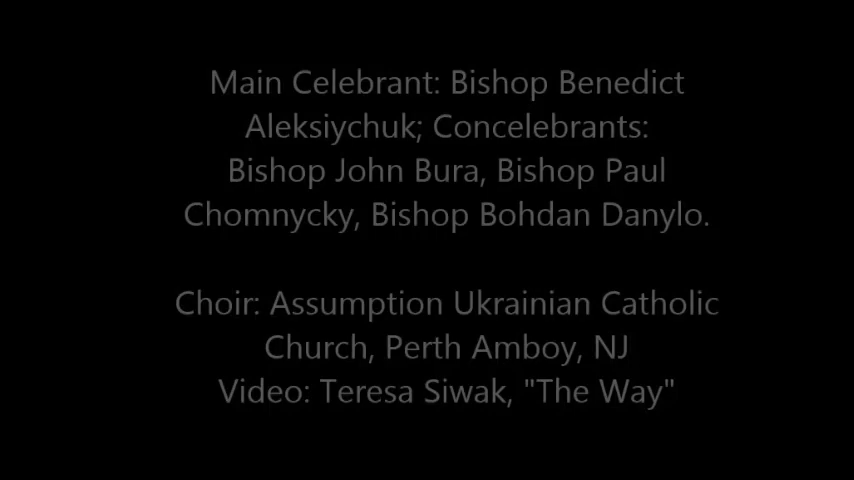 Main Celebrant: Bishop Benedict
Aleksiychuk; Concelebrants:
Bishop John Bura, Bishop Paul
Chomnycky, Bishop Bohdan Danylo.
Choir: Assumption Ukrainian Catholic
Church, Perth Amboy, NJ
Video: Teresa Siwak, "The Way"